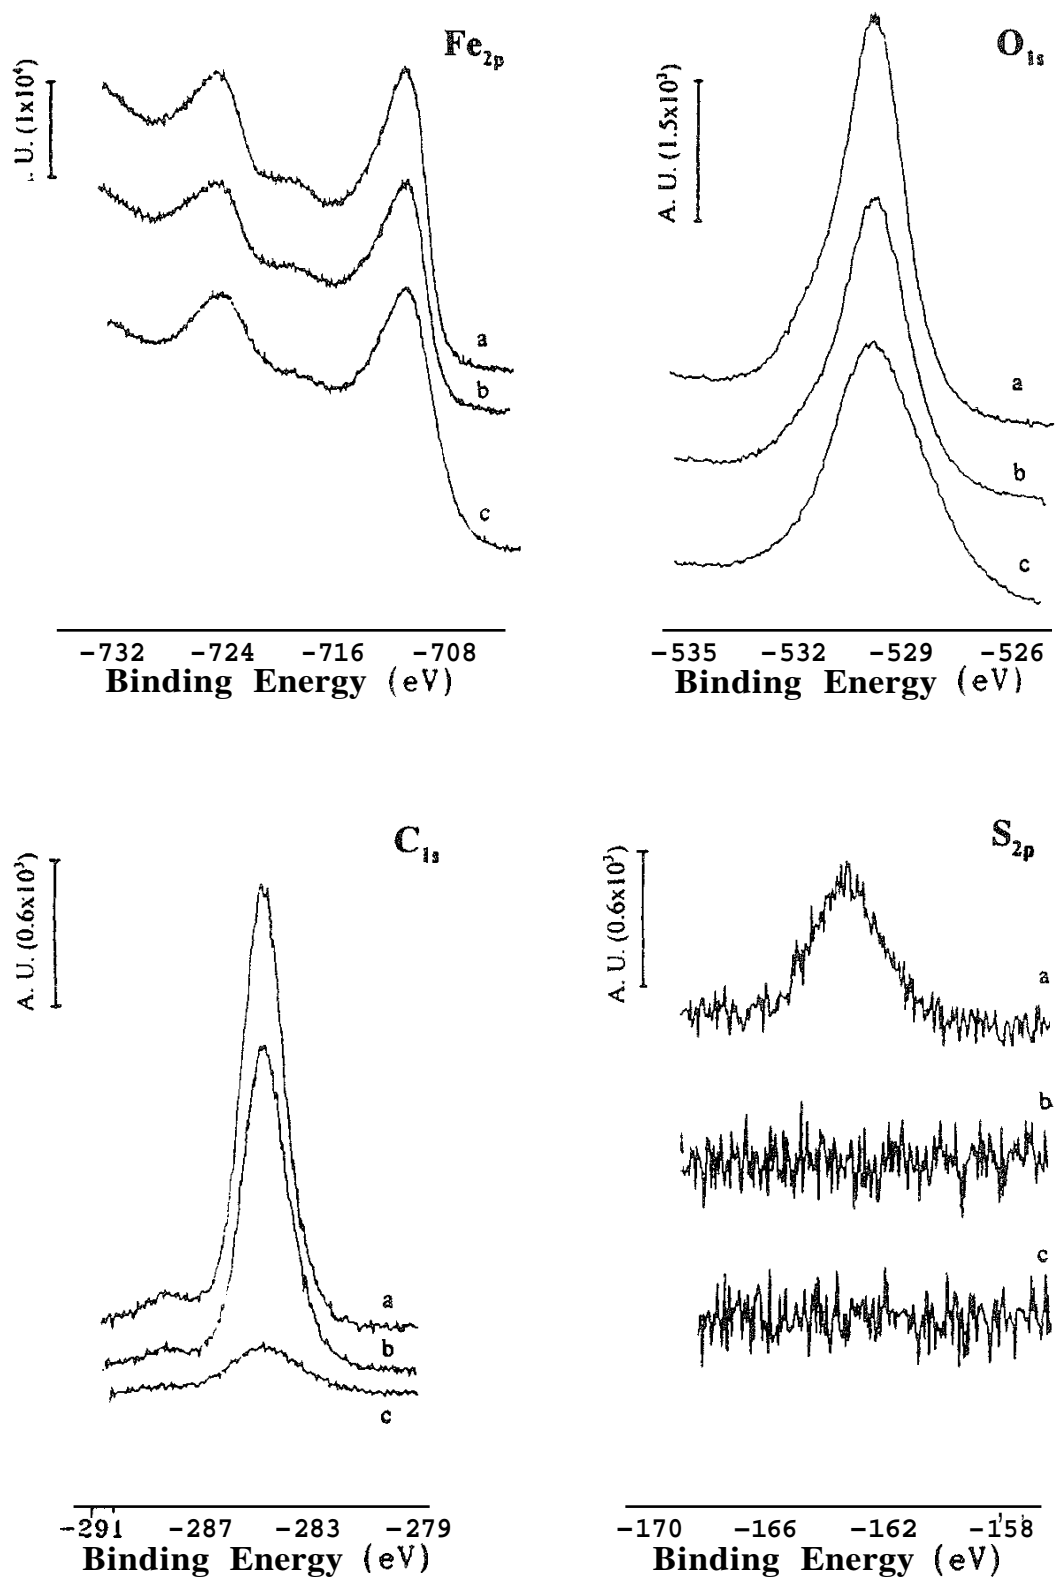 Fe2p
. U. (1x10⁴)
a
b
c
-732 -724 -716 -708
Binding Energy (eV)
O1s
A. U. (1.5x10³)
a
b
c
-535 -532 -529 -526
Binding Energy (eV)
C1s
A. U. (0.6x10³)
a
b
c
-291 -287 -283 -279
Binding Energy (eV)
S2p
A. U. (0.6x10³)
a
b
c
-170 -166 -162 -158
Binding Energy (eV)